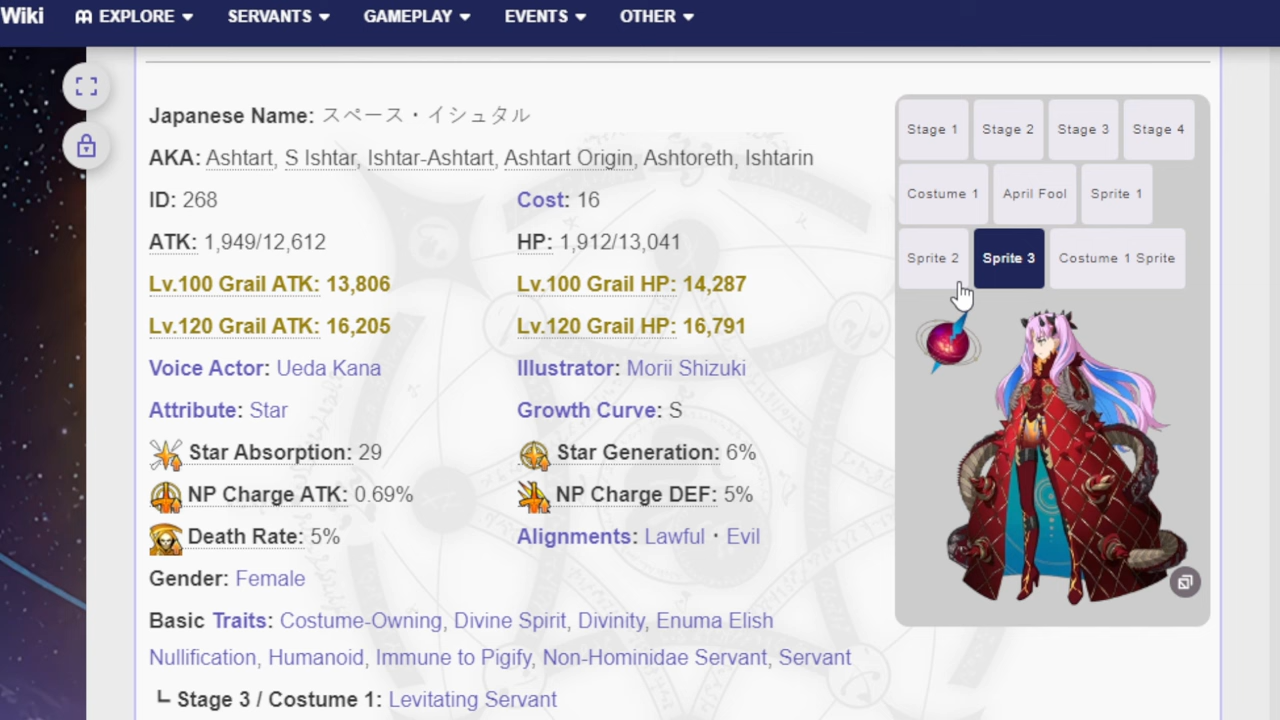 Wiki EXPLORE SERVANTS GAMEPLAY EVENTS OTHER
Japanese Name: スペース・イシュタル
AKA: Ashtart, S Ishtar, Ishtar-Ashtart, Ashtart Origin, Ashtoreth, Ishtarin
ID: 268 Cost: 16
ATK: 1,949/12,612 HP: 1,912/13,041
Lv.100 Grail ATK: 13,806 Lv.100 Grail HP: 14,287
Lv.120 Grail ATK: 16,205 Lv.120 Grail HP: 16,791
Voice Actor: Ueda Kana Illustrator: Morii Shizuki
Attribute: Star Growth Curve: S
Star Absorption: 29 Star Generation: 6%
NP Charge ATK: 0.69% NP Charge DEF: 5%
Death Rate: 5% Alignments: Lawful・Evil
Gender: Female
Basic Traits: Costume-Owning, Divine Spirit, Divinity, Enuma Elish
Nullification, Humanoid, Immune to Pigify, Non-Hominidae Servant, Servant
┗ Stage 3 / Costume 1: Levitating Servant
Stage 1 Stage 2 Stage 3 Stage 4
Costume 1 April Fool Sprite 1
Sprite 2 Sprite 3 Costume 1 Sprite